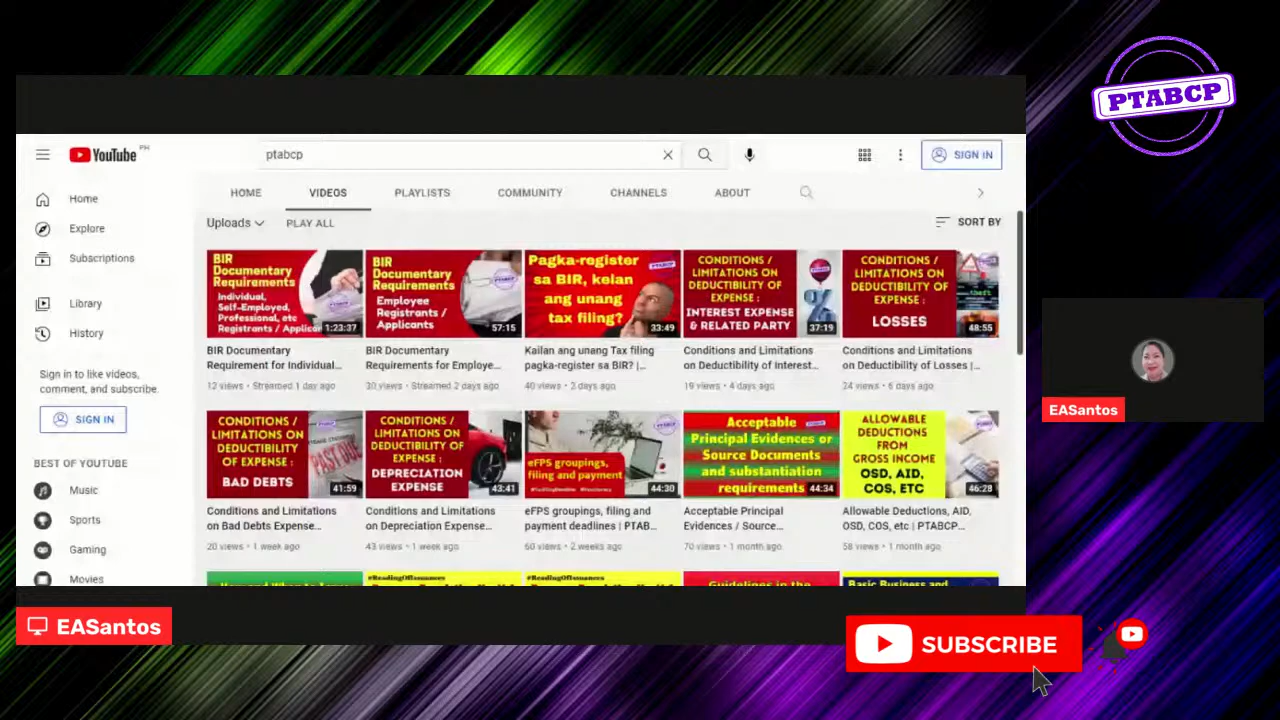 PTABCP
YouTube PH
ptabcp
SIGN IN
HOME
VIDEOS
PLAYLISTS
COMMUNITY
CHANNELS
ABOUT
Home
Explore
Subscriptions
Library
History
Sign in to like videos,
comment, and subscribe.
SIGN IN
BEST OF YOUTUBE
Music
Sports
Gaming
Movies
Uploads
PLAY ALL
SORT BY
BIR
Documentary
Requirements
Individual,
Self-Employed,
Professional, etc
Registrants / Applican
1:23:37
BIR Documentary
Requirement for Individual...
12 views • Streamed 1 day ago
BIR
Documentary
Requirements
Employee
Registrants /
Applicants
57:15
BIR Documentary
Requirements for Employe...
30 views • Streamed 2 days ago
Pagka-register
sa BIR, kelan
ang unang
tax filing?
33:49
Kailan ang unang Tax filing
pagka-register sa BIR? |...
40 views • 2 days ago
CONDITIONS /
LIMITATIONS ON
DEDUCTIBILITY OF
EXPENSE :
INTEREST EXPENSE
& RELATED PARTY
37:19
Conditions and Limitations
on Deductibility of Interest...
19 views • 4 days ago
CONDITIONS /
LIMITATIONS ON
DEDUCTIBILITY OF
EXPENSE :
LOSSES
48:55
Conditions and Limitations
on Deductibility of Losses |...
24 views • 6 days ago
CONDITIONS /
LIMITATIONS ON
DEDUCTIBILITY OF
EXPENSE :
BAD DEBTS
PAST DUE
41:59
Conditions and Limitations
on Bad Debts Expense...
20 views • 1 week ago
CONDITIONS /
LIMITATIONS ON
DEDUCTIBILITY OF
EXPENSE :
DEPRECIATION
EXPENSE
43:41
Conditions and Limitations
on Depreciation Expense...
43 views • 1 week ago
eFPS groupings,
filing and payment
44:30
eFPS groupings, filing and
payment deadlines | PTAB...
60 views • 2 weeks ago
Acceptable
Principal Evidences or
Source Documents
and substantiation
requirements
44:34
Acceptable Principal
Evidences / Source...
70 views • 1 month ago
ALLOWABLE
DEDUCTIONS
FROM
GROSS INCOME
OSD, AID,
COS, ETC
46:28
Allowable Deductions, AID,
OSD, COS, etc | PTABCP...
58 views • 1 month ago
#ReadingOfIssuances
#ReadingOfIssuances
Guidelines in the
Basic Business and
EASantos
EASantos
SUBSCRIBE